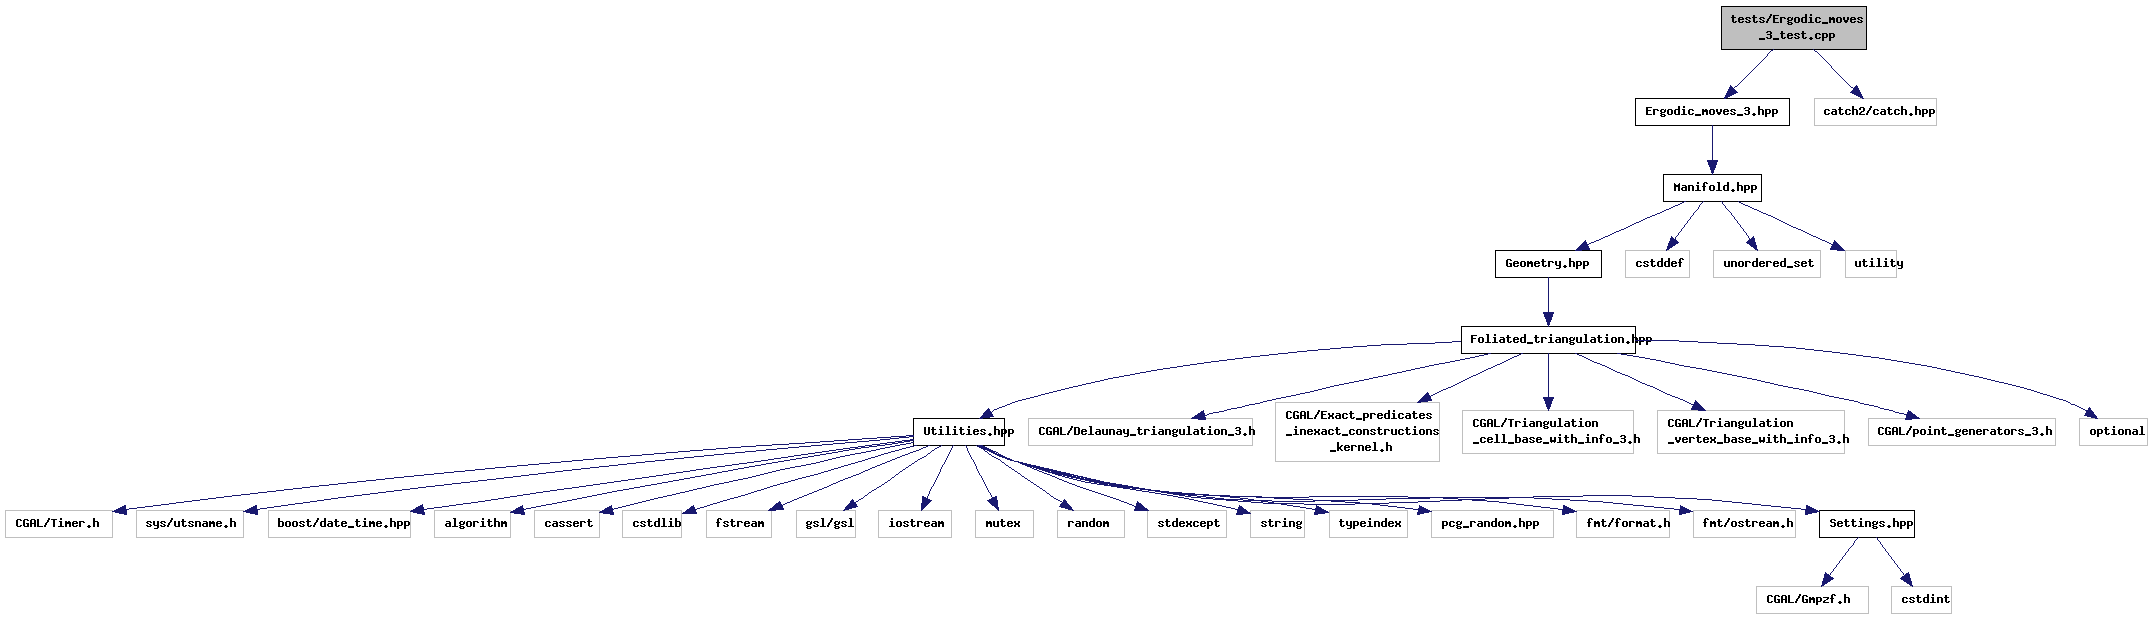 tests/Ergodic_moves
_3_test.cpp
Ergodic_moves_3.hpp
catch2/catch.hpp
Manifold.hpp
Geometry.hpp
cstddef
unordered_set
utility
Foliated_triangulation.hpp
Utilities.hpp
CGAL/Delaunay_triangulation_3.h
CGAL/Exact_predicates
_inexact_constructions
_kernel.h
CGAL/Triangulation
_cell_base_with_info_3.h
CGAL/Triangulation
_vertex_base_with_info_3.h
CGAL/point_generators_3.h
optional
CGAL/Timer.h
sys/utsname.h
boost/date_time.hpp
algorithm
cassert
cstdlib
fstream
gsl/gsl
iostream
mutex
random
stdexcept
string
typeindex
pcg_random.hpp
fmt/format.h
fmt/ostream.h
Settings.hpp
CGAL/Gmpzf.h
cstdint